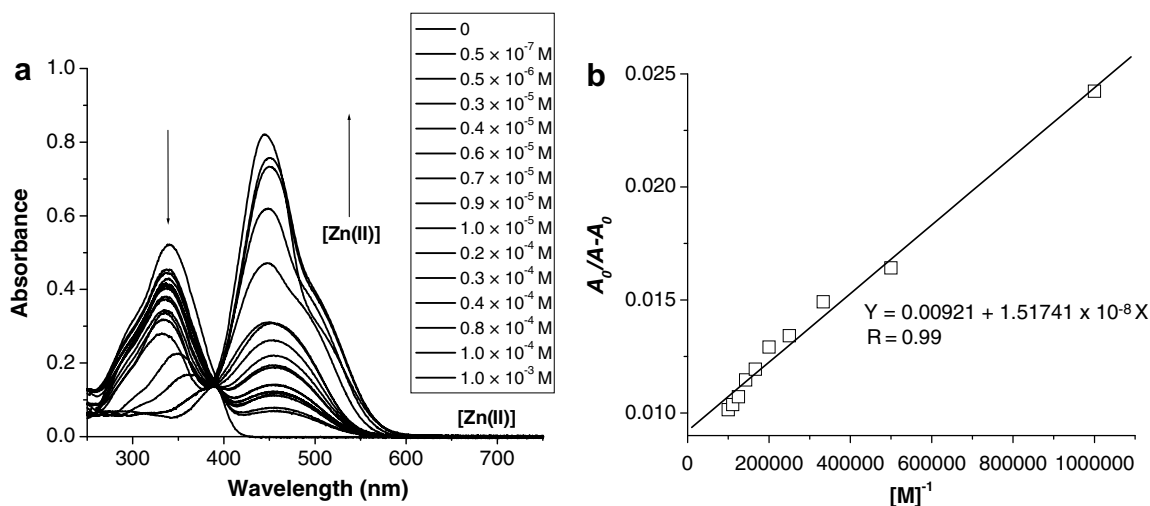 a
0
0.5 × 10⁻⁷ M
0.5 × 10⁻⁶ M
0.3 × 10⁻⁵ M
0.4 × 10⁻⁵ M
0.6 × 10⁻⁵ M
0.7 × 10⁻⁵ M
0.9 × 10⁻⁵ M
1.0 × 10⁻⁵ M
0.2 × 10⁻⁴ M
0.3 × 10⁻⁴ M
0.4 × 10⁻⁴ M
0.8 × 10⁻⁴ M
1.0 × 10⁻⁴ M
1.0 × 10⁻³ M
[Zn(II)]
[Zn(II)]
1.0
0.8
0.6
0.4
0.2
0.0
Absorbance
300 400 500 600 700
Wavelength (nm)
b
0.025
0.020
0.015
0.010
A₀/A-A₀
Y = 0.00921 + 1.51741 x 10⁻⁸ X
R = 0.99
0 200000 400000 600000 800000 1000000
[M]⁻¹